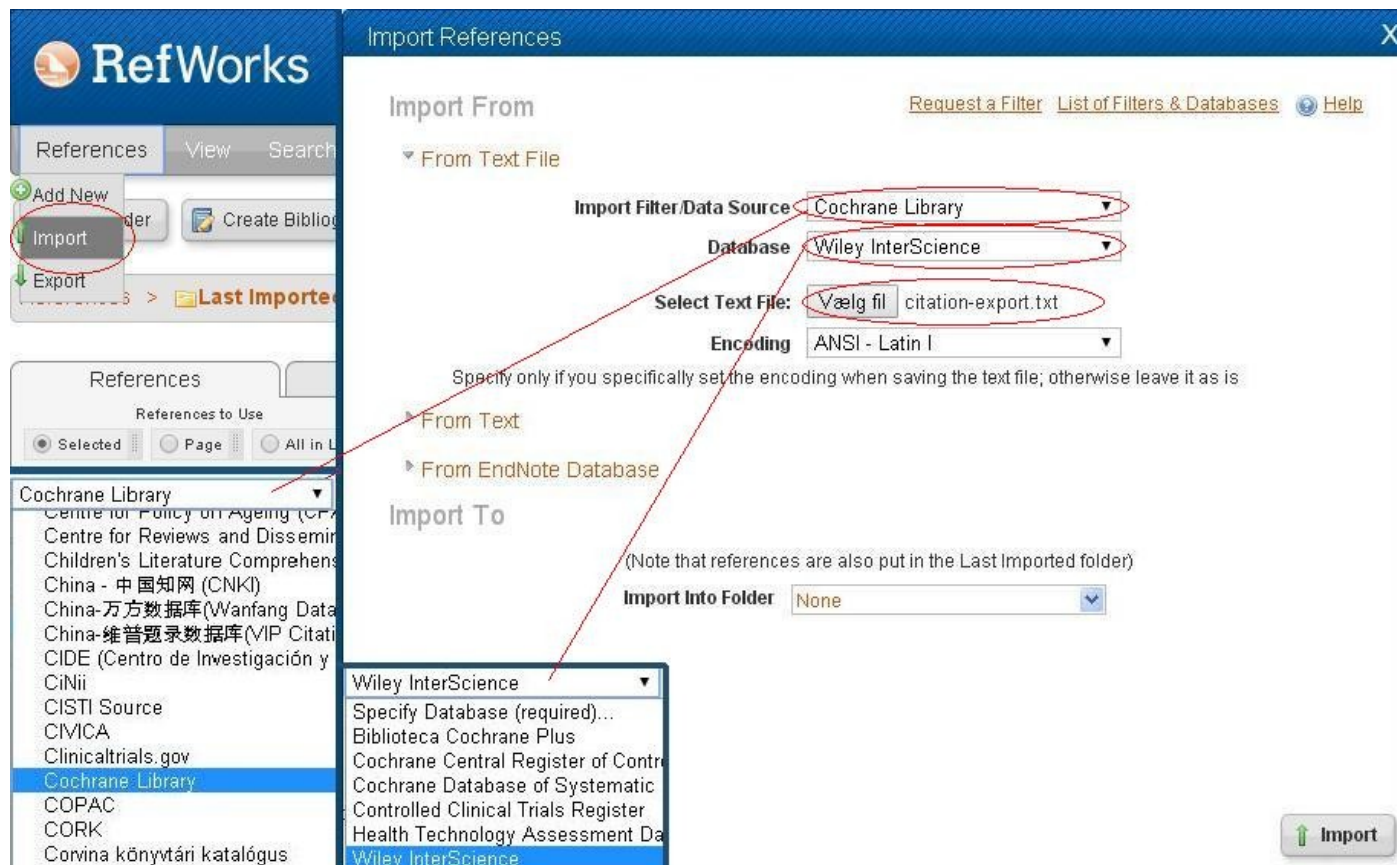 RefWorks
References View Search
Add New
Import
Export
der
Create Bibliog
s > Last Importe
References
References to Use
Selected Page All in L
Cochrane Library
Centre for Policy on Ageing (CPA
Centre for Reviews and Dissemin
Children's Literature Comprehens
China - 中国知网 (CNKI)
China-万方数据库(Wanfang Data
China-维普题录数据库(VIP Citati
CIDE (Centro de Investigación y
CiNii
CISTI Source
CIVICA
Clinicaltrials.gov
Cochrane Library
COPAC
CORK
Corvina könyvtári katalógus
Import References X
Import From
Request a Filter List of Filters & Databases Help
From Text File
Import Filter/Data Source Cochrane Library
Database Wiley InterScience
Select Text File: Vælg fil citation-export.txt
Encoding ANSI - Latin I
Specify only if you specifically set the encoding when saving the text file; otherwise leave it as is
From Text
From EndNote Database
Import To
(Note that references are also put in the Last Imported folder)
Import Into Folder None
Wiley InterScience
Specify Database (required)...
Biblioteca Cochrane Plus
Cochrane Central Register of Contr
Cochrane Database of Systematic
Controlled Clinical Trials Register
Health Technology Assessment Da
Wiley InterScience
Import